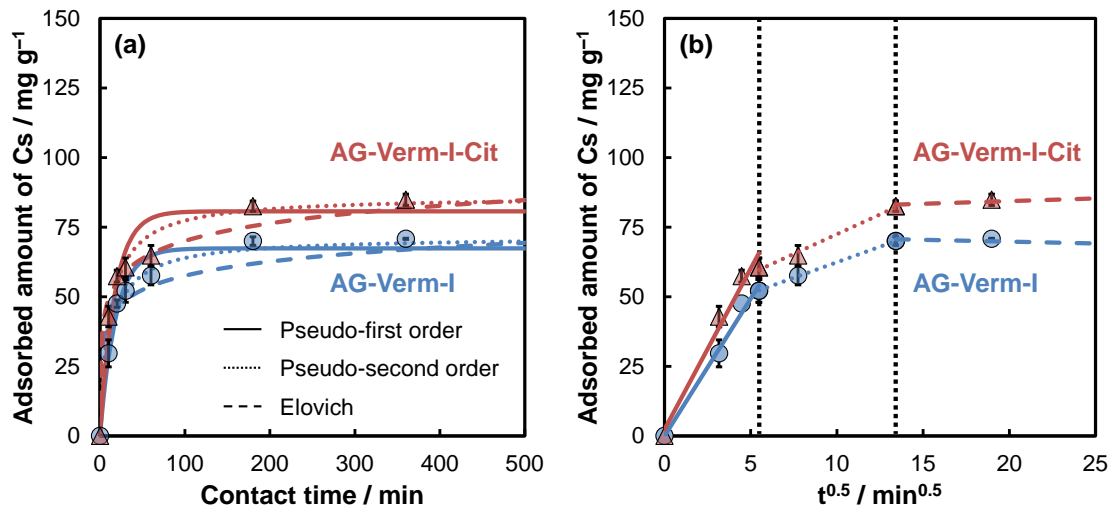 (a)
Adsorbed amount of Cs / mg g⁻¹
150
125
100
75
50
25
0
AG-Verm-I-Cit
AG-Verm-I
Pseudo-first order
Pseudo-second order
Elovich
0 100 200 300 400 500
Contact time / min
(b)
Adsorbed amount of Cs / mg g⁻¹
150
125
100
75
50
25
0
AG-Verm-I-Cit
AG-Verm-I
0 5 10 15 20 25
t⁰·⁵ / min⁰·⁵